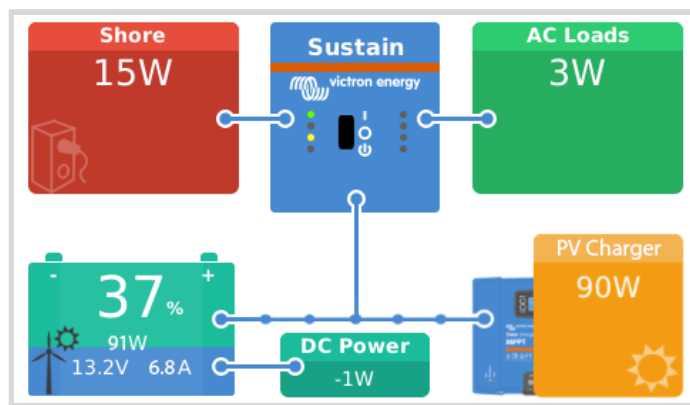 Shore
15W
Sustain
victron energy
AC Loads
3W
I
- +
37%
91W
13.2V 6.8A
DC Power
-1W
PV Charger
90W
MPPT